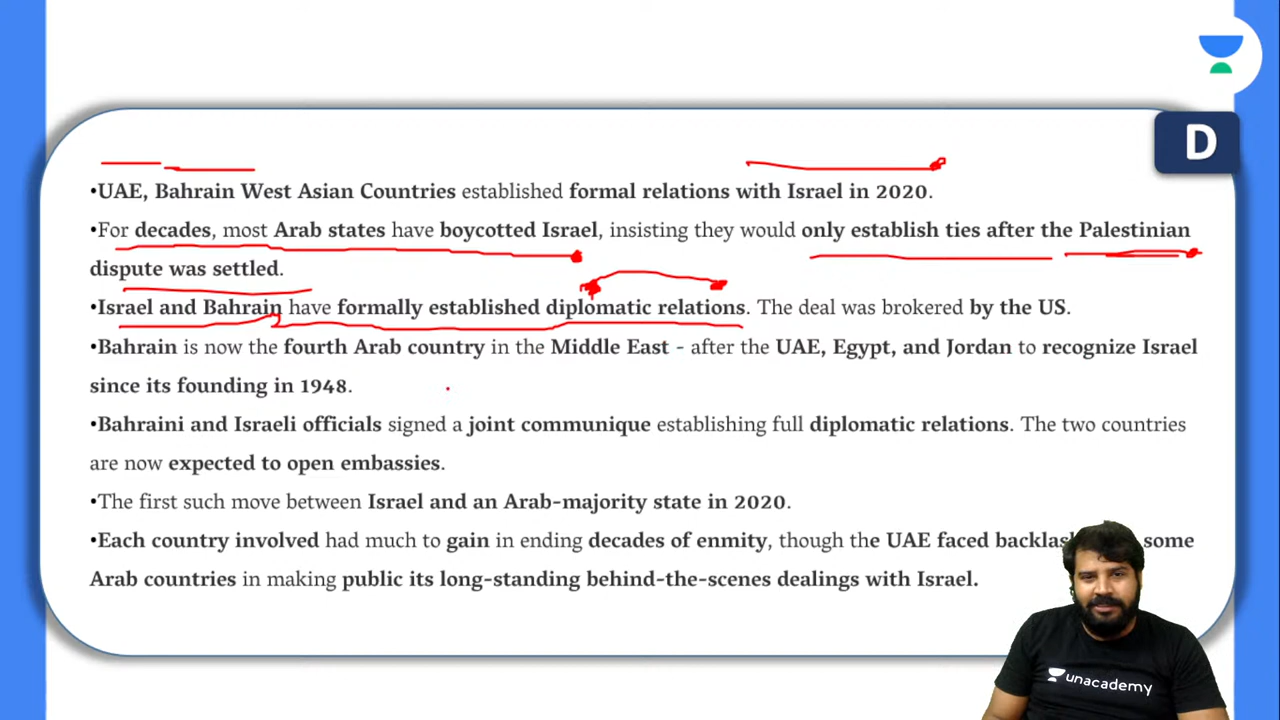 D
•UAE, Bahrain West Asian Countries established formal relations with Israel in 2020.
•For decades, most Arab states have boycotted Israel, insisting they would only establish ties after the Palestinian
dispute was settled.
•Israel and Bahrain have formally established diplomatic relations. The deal was brokered by the US.
•Bahrain is now the fourth Arab country in the Middle East - after the UAE, Egypt, and Jordan to recognize Israel
since its founding in 1948.
•Bahraini and Israeli officials signed a joint communique establishing full diplomatic relations. The two countries
are now expected to open embassies.
•The first such move between Israel and an Arab-majority state in 2020.
•Each country involved had much to gain in ending decades of enmity, though the UAE faced some
Arab countries in making public its long-standing behind-the-scenes dealings with Israel.
unacademy